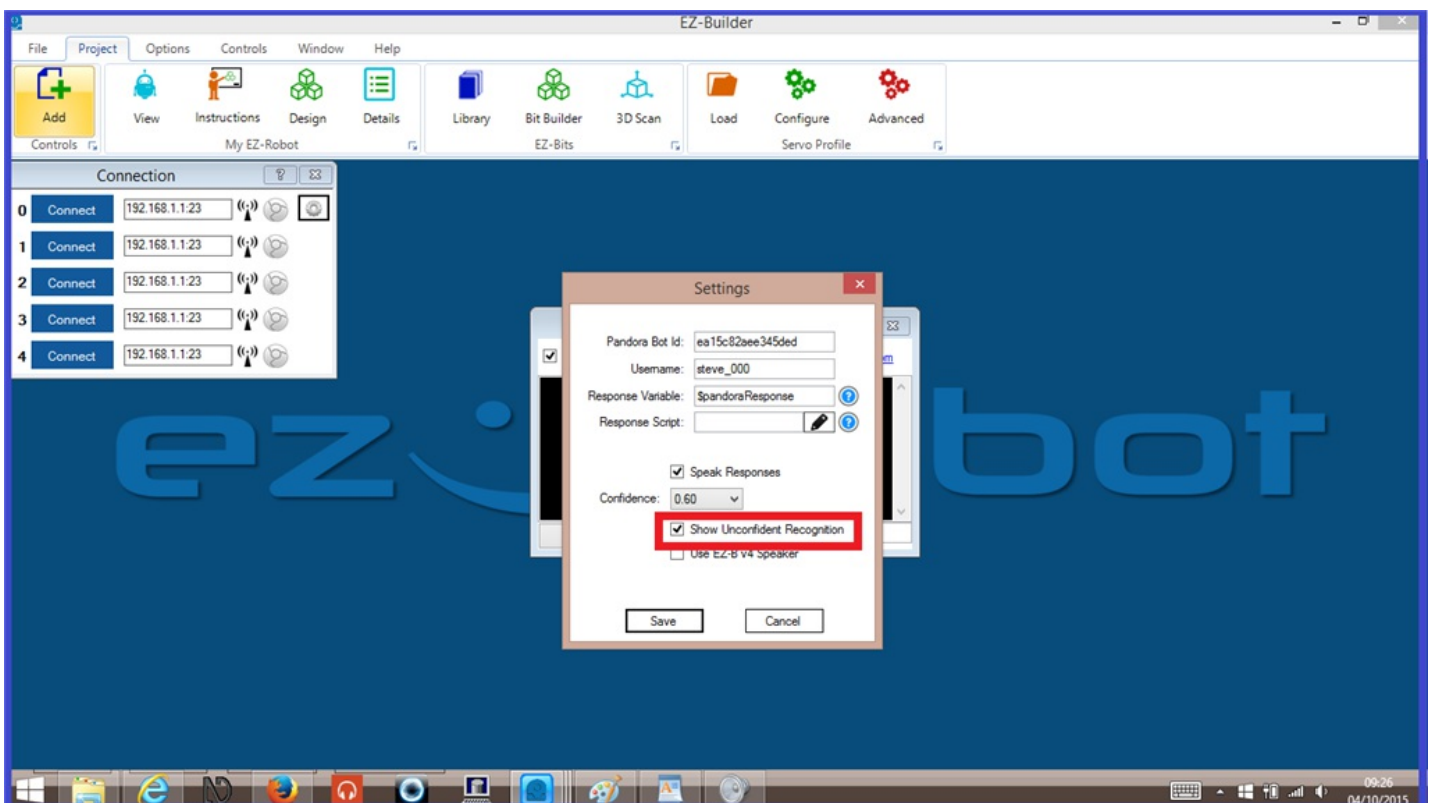 EZ-Builder
File Project Options Controls Window Help
Add View Instructions Design Details Library Bit Builder 3D Scan Load Configure Advanced
Controls My EZ-Robot EZ-Bits Servo Profile
Connection
0 Connect 192.168.1.1:23
1 Connect 192.168.1.1:23
2 Connect 192.168.1.1:23
3 Connect 192.168.1.1:23
4 Connect 192.168.1.1:23
ez bot
Settings
Pandora Bot Id: ea15c82aee345ded
Username: steve_000
Response Variable: $pandoraResponse
Response Script:
Speak Responses
Confidence: 0.60
Show Unconfident Recognition
Use EZ-B v4 Speaker
Save Cancel
09:26
04/10/2015